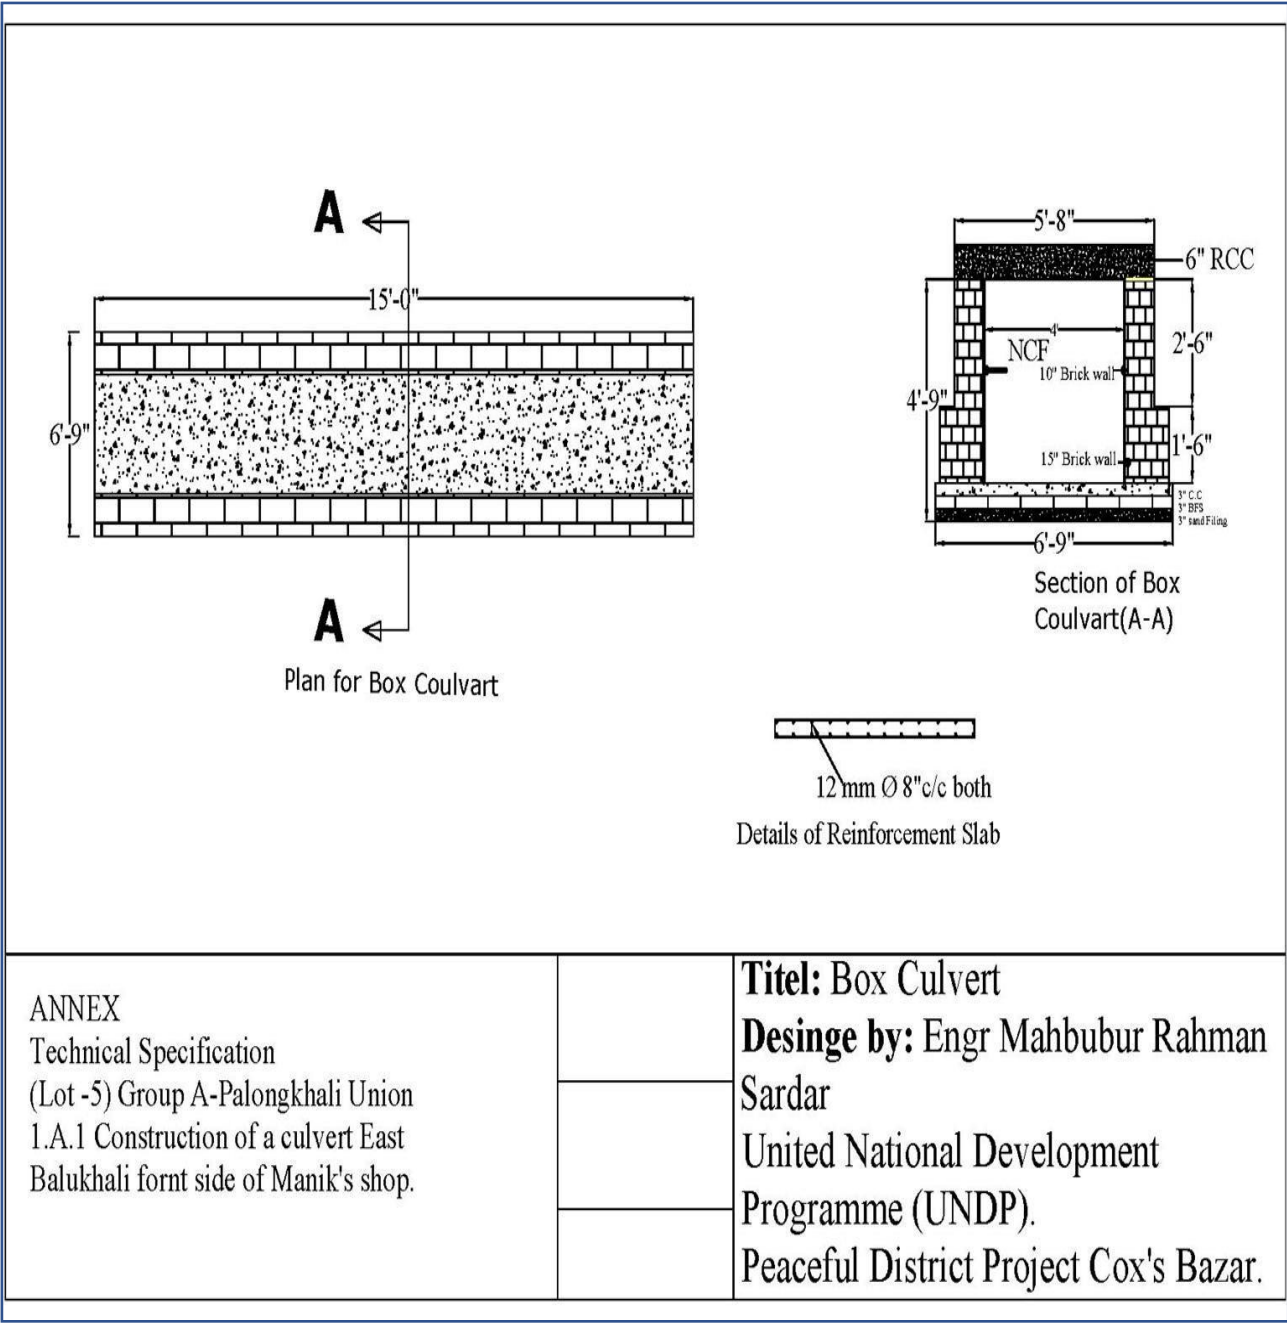 A
15'-0"
6'-9"
A
Plan for Box Coulvart
5'-8"
6" RCC
4'
NCF
10" Brick wall
2'-6"
4'-9"
15" Brick wall
1'-6"
3" C.C
3" BFS
3" sand Filing
6'-9"
Section of Box
Coulvart(A-A)
12 mm Ø 8"c/c both
Details of Reinforcement Slab
ANNEX
Technical Specification
(Lot -5) Group A-Palongkhali Union
1.A.1 Construction of a culvert East
Balukhali fornt side of Manik's shop.
Titel: Box Culvert
Desinge by: Engr Mahbubur Rahman
Sardar
United National Development
Programme (UNDP).
Peaceful District Project Cox's Bazar.